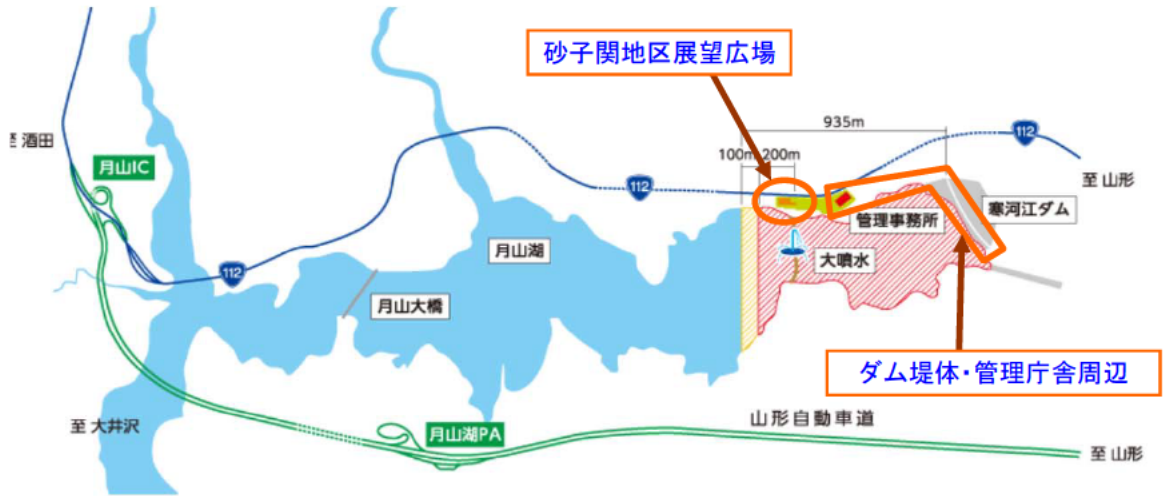 砂子関地区展望広場
935m
112
至 酒田
月山IC
100m
200m
112
至 山形
管理事務所
寒河江ダム
月山湖
大噴水
112
月山大橋
ダム堤体・管理庁舎周辺
至 大井沢
月山湖PA
山形自動車道
至 山形